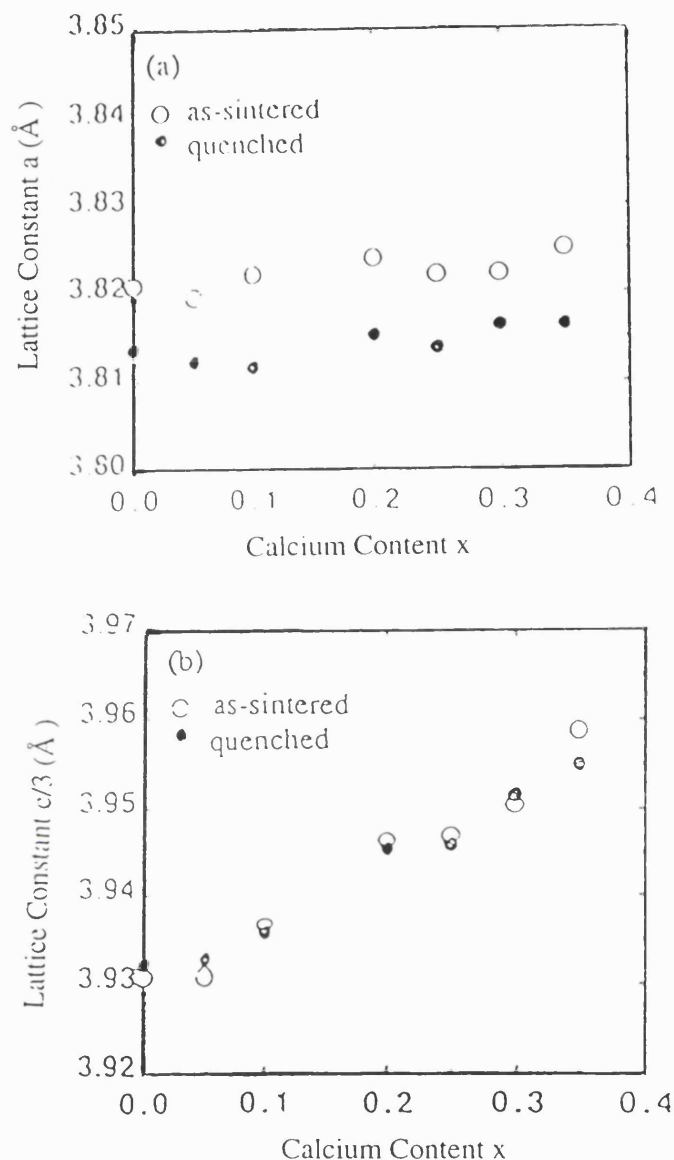 3.85
(a)
3.84
as-sintered
quenched
3.83
3.82
3.81
3.80
Lattice Constant a (Å)
0.0 0.1 0.2 0.3 0.4
Calcium Content x
3.97
(b)
as-sintered
3.96
quenched
3.95
3.94
3.93
3.92
Lattice Constant c/3 (Å)
0.0 0.1 0.2 0.3 0.4
Calcium Content x